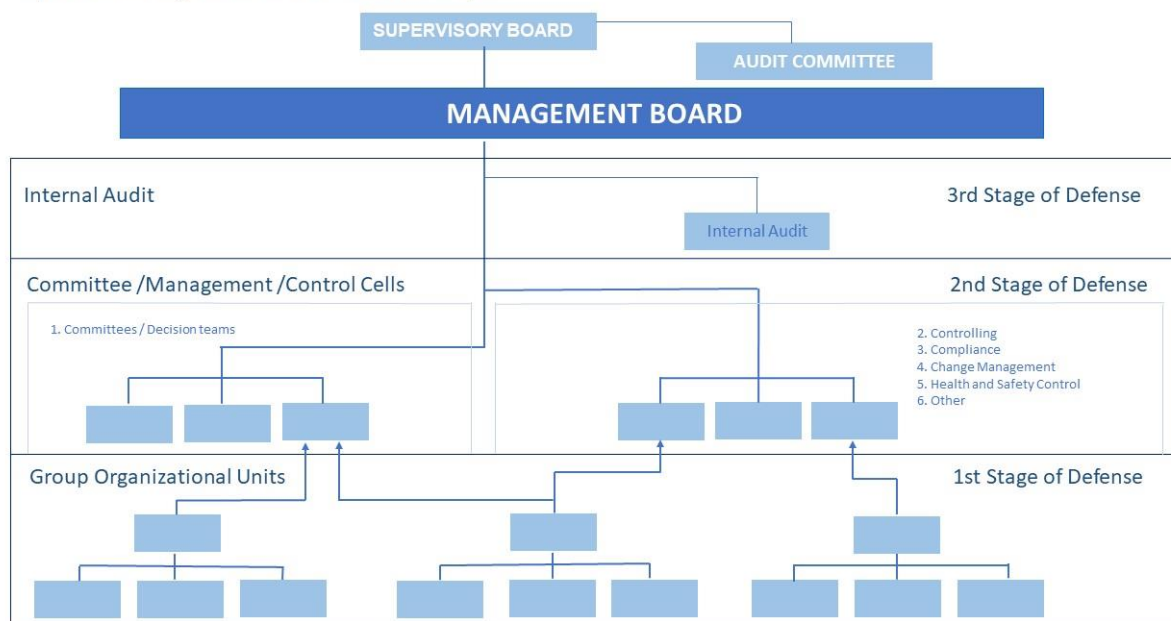 SUPERVISORY BOARD
AUDIT COMMITTEE
MANAGEMENT BOARD
Internal Audit
3rd Stage of Defense
Internal Audit
Committee /Management /Control Cells
2nd Stage of Defense
1. Committees / Decision teams
2. Controlling
3. Compliance
4. Change Management
5. Health and Safety Control
6. Other
Group Organizational Units
1st Stage of Defense